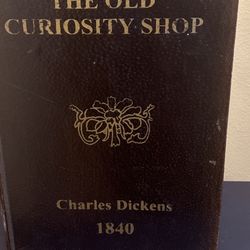 THE OLD
CURIOSITY SHOP
Charles Dickens
1840